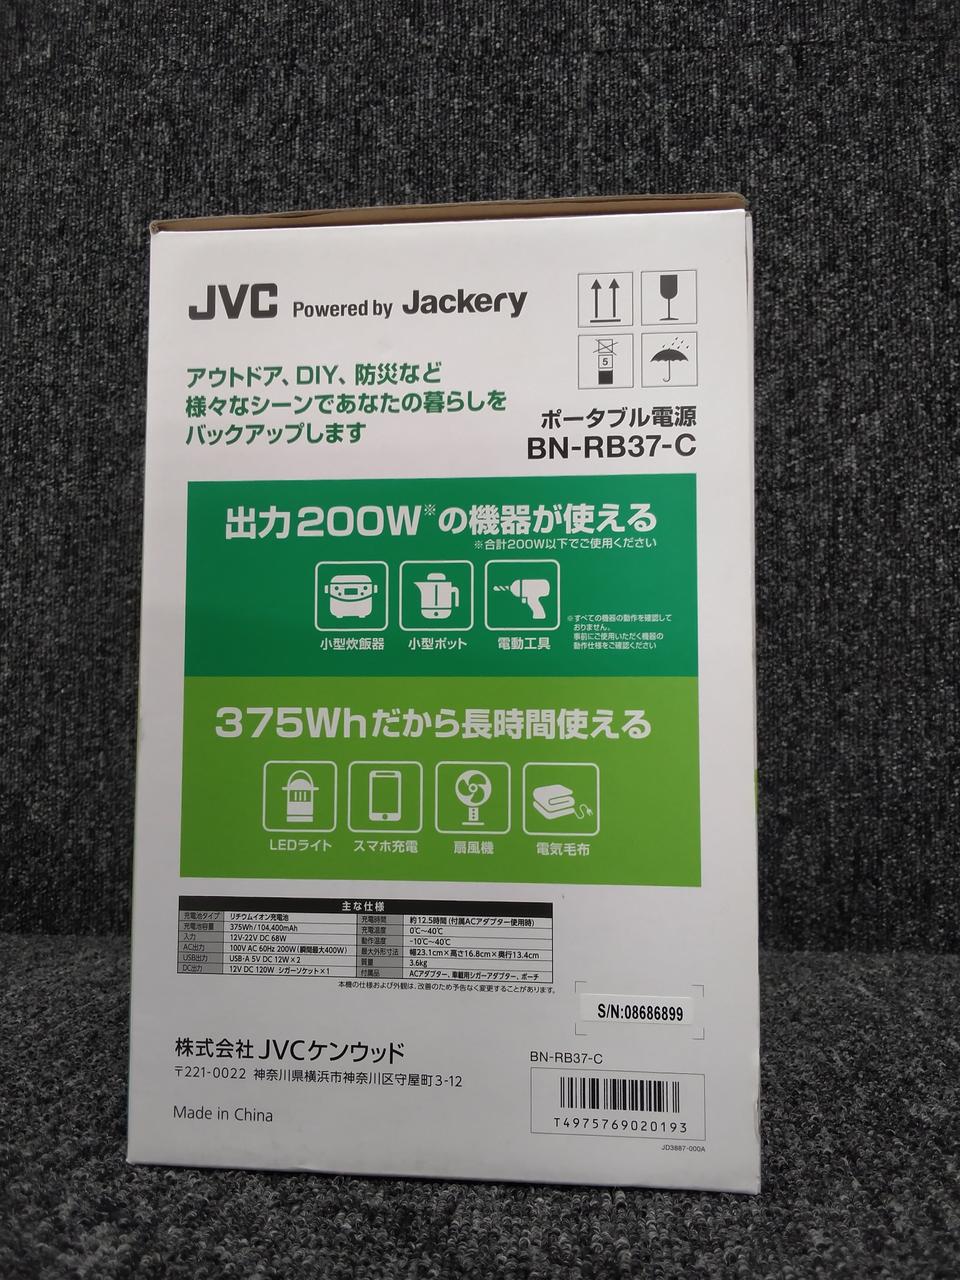 JVC Powered by Jackery
アウトドア、DIY、防災など
様々なシーンであなたの暮らしを
バックアップします
5
ポータブル電源
BN-RB37-C
出力200W※の機器が使える
※合計200W以下でご使用ください
小型炊飯器 小型ポット 電動工具
※すべての機器の動作を確認して
おりません。
事前にご使用いただく機器の
動作仕様をご確認ください
375Whだから長時間使える
LEDライト スマホ充電 扇風機 電気毛布
主な仕様
充電池タイプ リチウムイオン充電池 充電時間 約12.5時間(付属ACアダプター使用時)
充電池容量 375Wh/104,400mAh 充電温度 0℃~40℃
入力 12V-22V DC 68W 動作温度 -10℃~40℃
AC出力 100V AC 60Hz 200W(瞬間最大400W) 最大外形寸法 幅23.1cm×高さ16.8cm×奥行13.4cm
USB出力 USB-A 5V DC 12W×2 質量 3.6kg
DC出力 12V DC 120W シガーソケット×1 付属品 ACアダプター、車載用シガーアダプター、ポーチ
本機の仕様および外観は、改善のため予告なく変更することがあります。
S/N:08686899
株式会社 JVCケンウッド
〒221-0022 神奈川県横浜市神奈川区守屋町3-12
Made in China
BN-RB37-C
T4975769020193
JD3887-000A